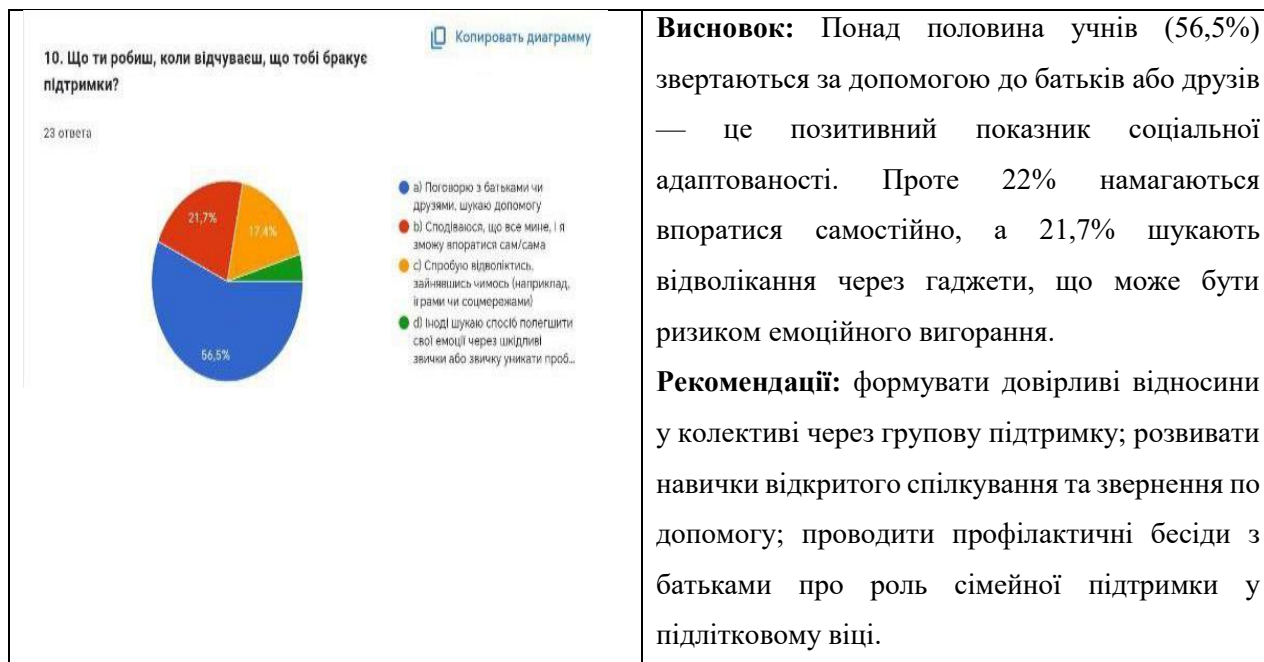 Копировать диаграмму
10. Що ти робиш, коли відчуваєш, що тобі бракує
підтримки?
23 ответа
21,7%
17,4%
56,5%
a) Поговорю з батьками чи
друзями, шукаю допомогу
b) Сподіваюся, що все мине, і я
зможу впоратися сам/сама
c) Спробую відволіктись,
зайнявшись чимось (наприклад,
іграми чи соцмережами)
d) Іноді шукаю спосіб полегшити
свої емоції через шкідливі
звички або звичку уникати проб...
Висновок: Понад половина учнів (56,5%)
звертаються за допомогою до батьків або друзів
— це позитивний показник соціальної
адаптованості. Проте 22% намагаються
впоратися самостійно, а 21,7% шукають
відволікання через гаджети, що може бути
ризиком емоційного вигорання.
Рекомендації: формувати довірливі відносини
у колективі через групову підтримку; розвивати
навички відкритого спілкування та звернення по
допомогу; проводити профілактичні бесіди з
батьками про роль сімейної підтримки у
підлітковому віці.